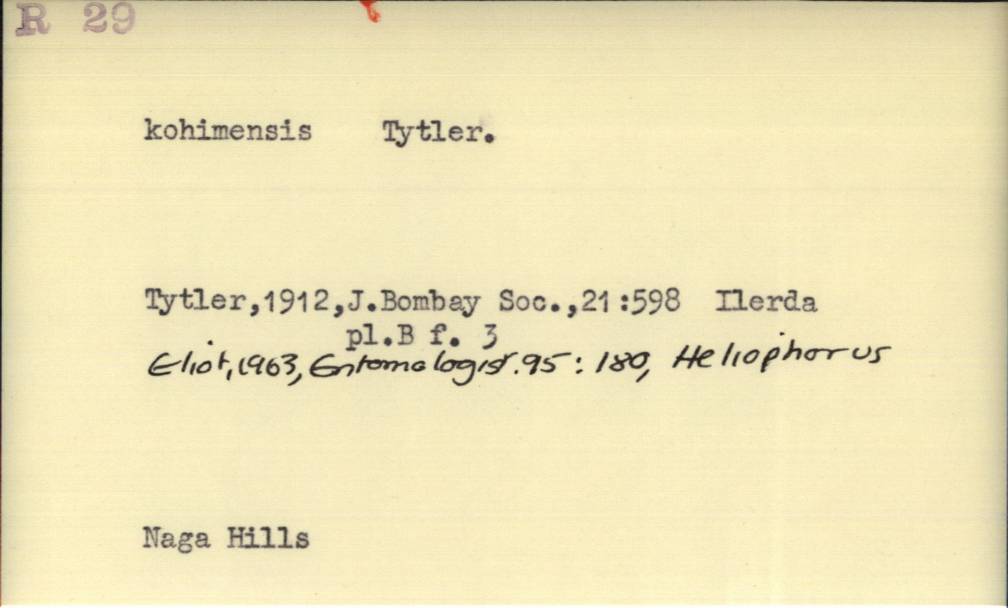 R 29
kohimensis Tytler.
Tytler,1912,J.Bombay Soc.,21:598 Ilerda
pl.B f. 3
Eliot,1963,Entomologist.95:180, Heliophorus
Naga Hills